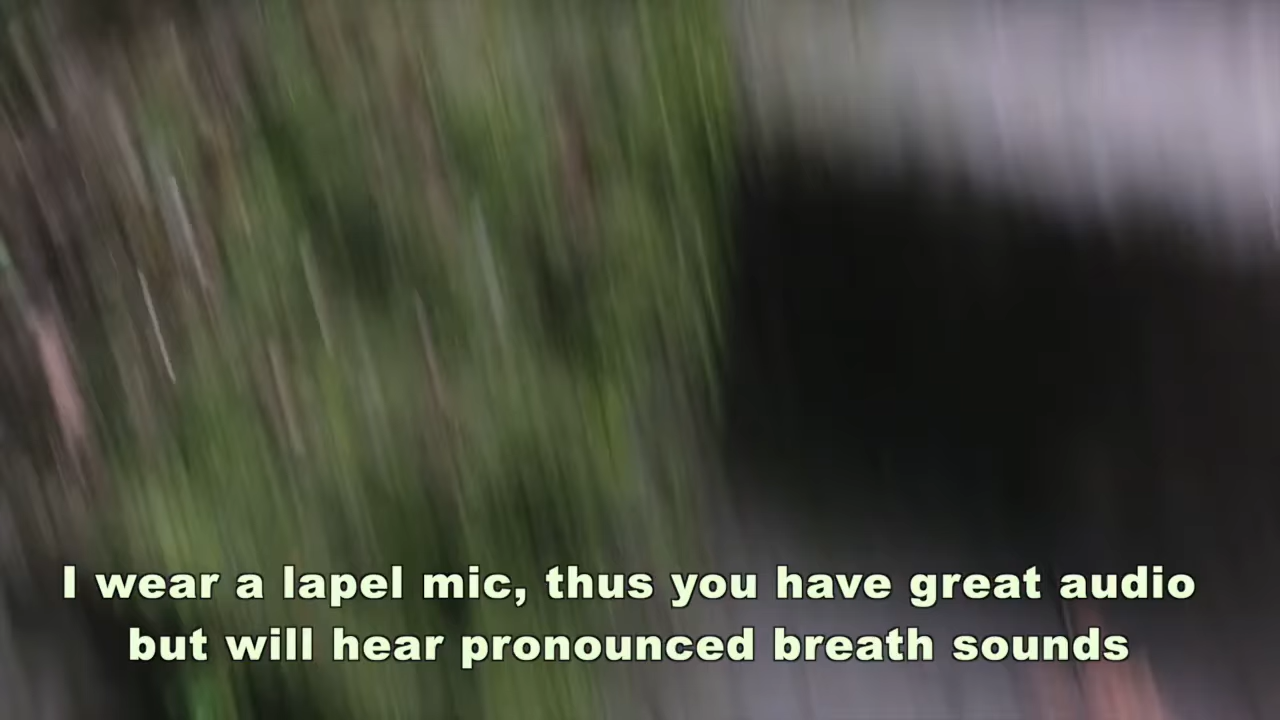 I wear a lapel mic, thus you have great audio
but will hear pronounced breath sounds